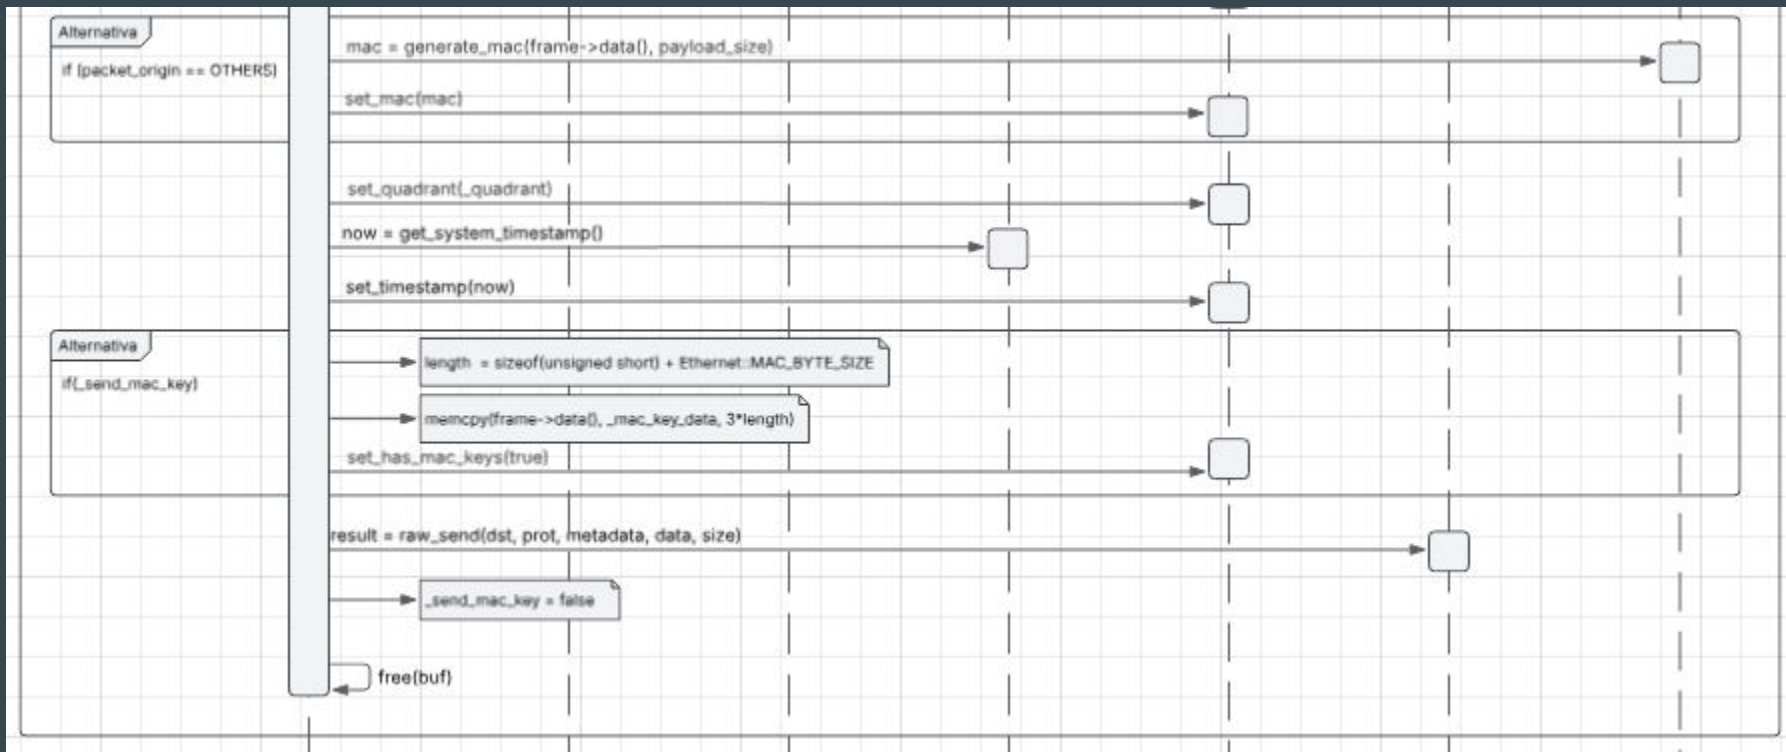 Alternativa
mac = generate_mac(frame->data(), payload_size)
if (packet_origin == OTHERS)
set_mac(mac)
set_quadrant(_quadrant)
now = get_system_timestamp()
set_timestamp(now)
Alternativa
length = sizeof(unsigned short) + Ethernet::MAC_BYTE_SIZE
if(_send_mac_key)
memcpy(frame->data(), _mac_key_data, 3*length)
set_has_mac_keys(true)
result = raw_send(dst, prot, metadata, data, size)
_send_mac_key = false
free(buf)